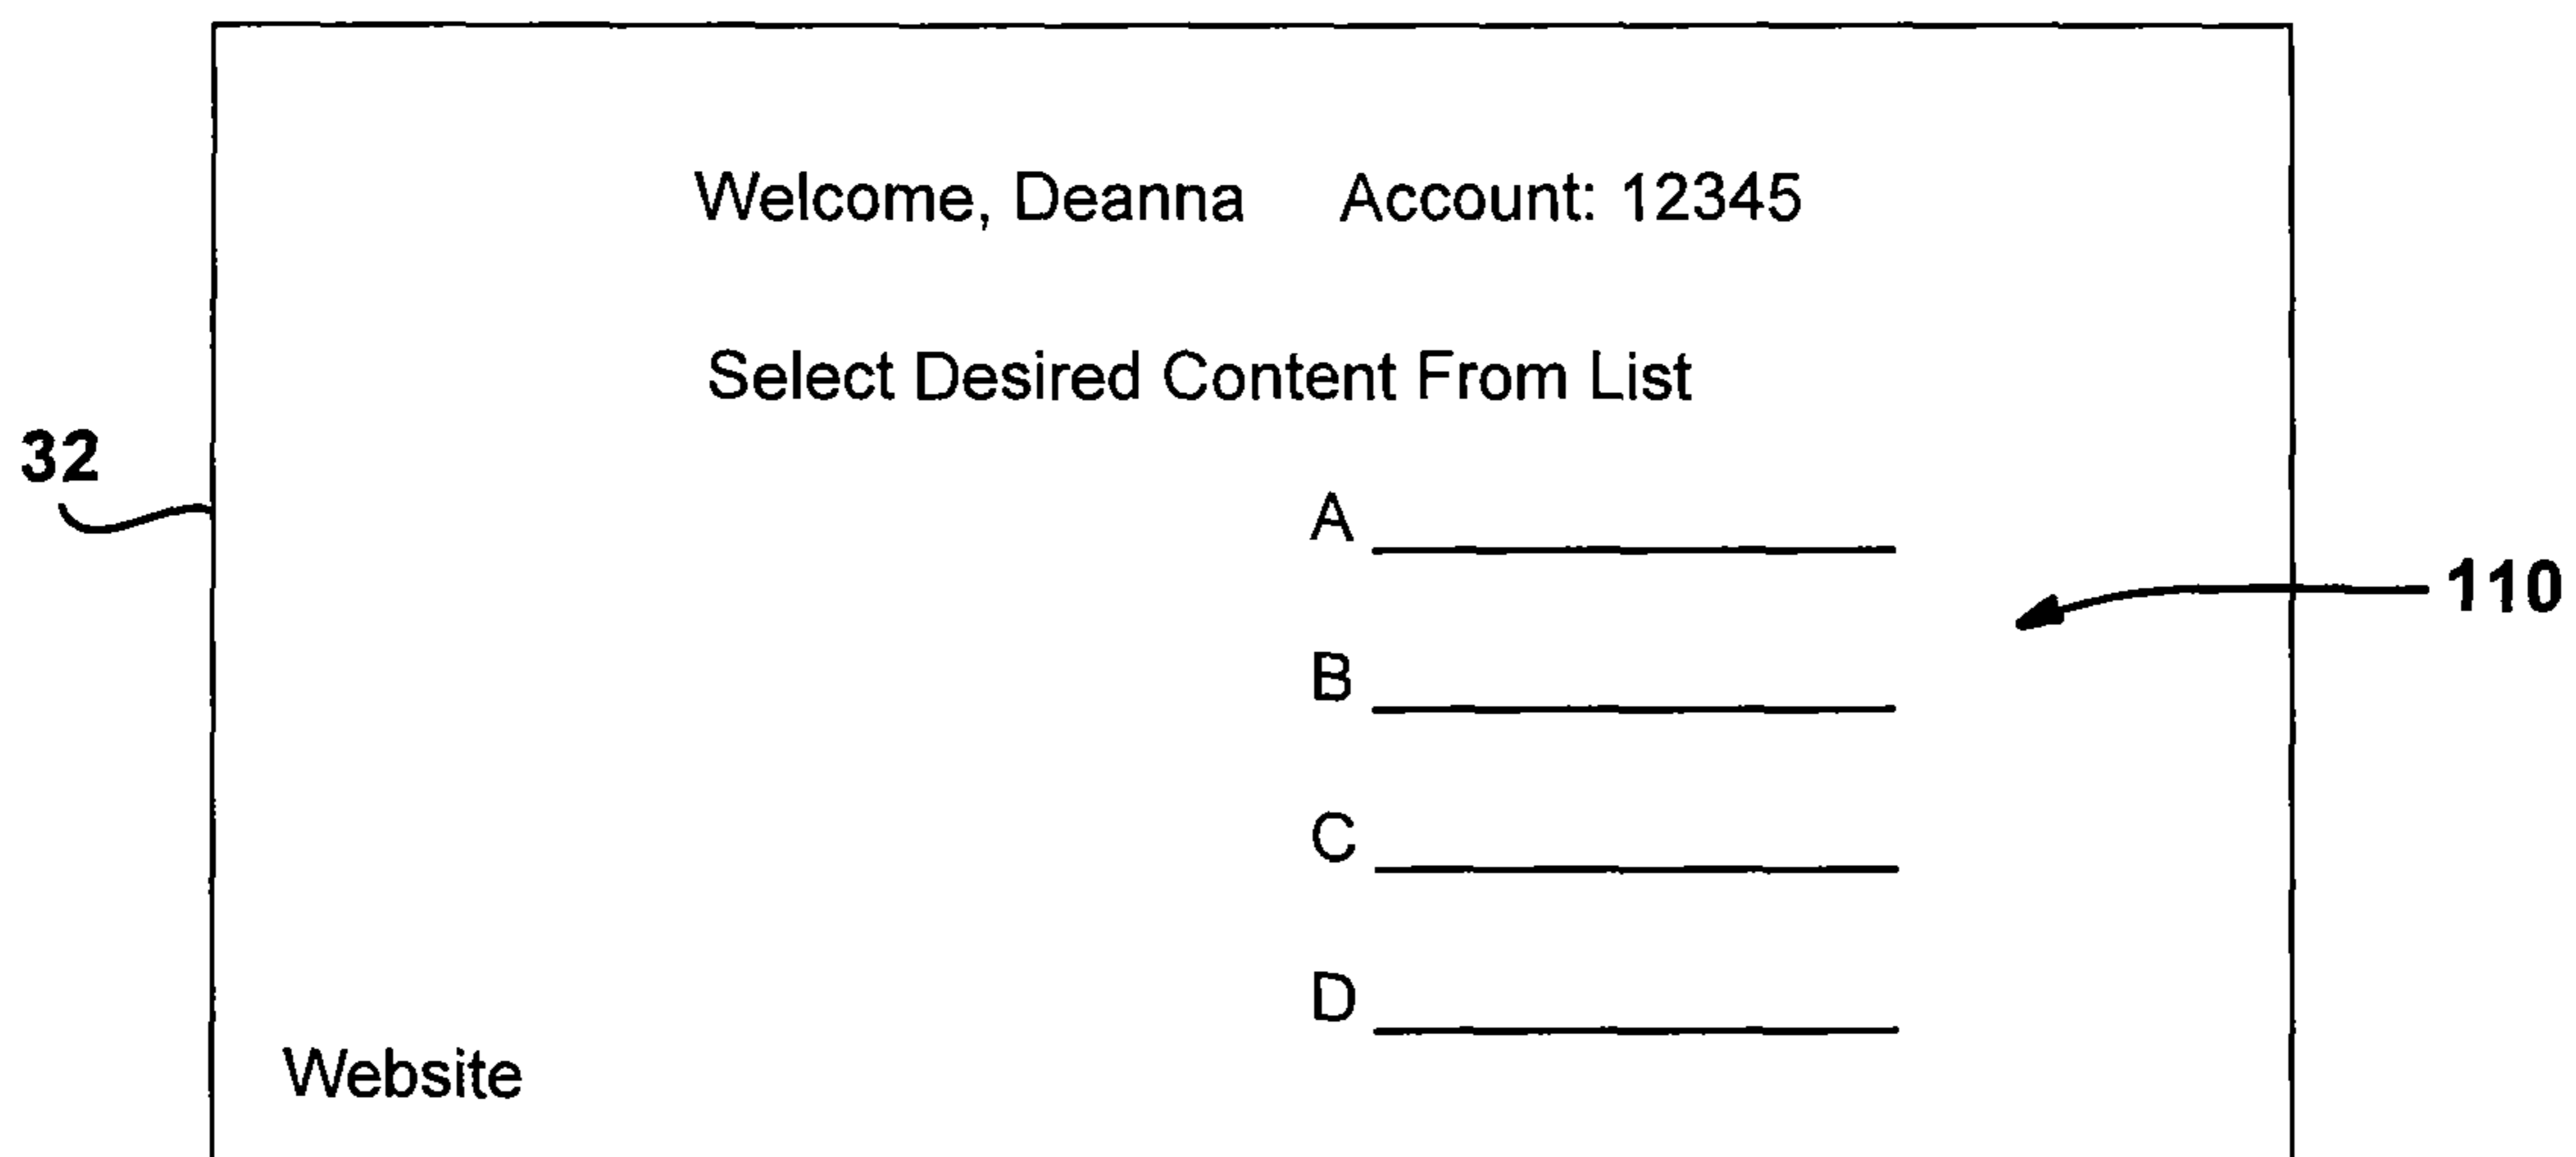 Welcome, Deanna Account: 12345
Select Desired Content From List
32
A
110
B
C
D
Website